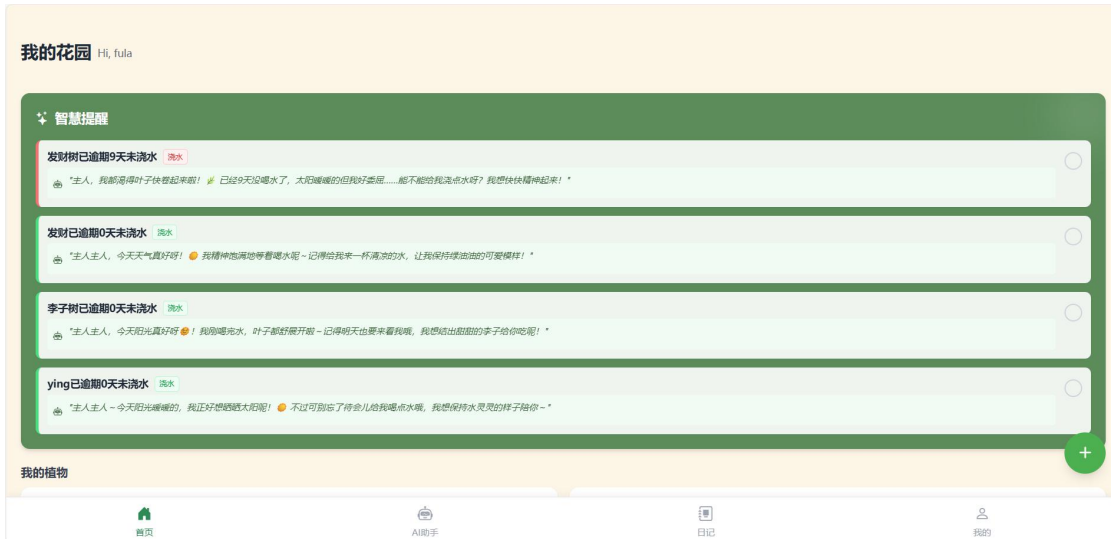 我的花园 Hi, fula
智慧提醒
发财树已逾期9天未浇水 浇水
"主人，我都渴得叶子快卷起来啦！🌿 已经9天没喝水了，太阳暖暖的但我好委屈……能不能给我浇点水呀？我想快快精神起来！"
发财已逾期0天未浇水 浇水
"主人主人，今天天气真好呀！🌞 我精神饱满地等着喝水呢～记得给我来一杯清凉的水，让我保持绿油油的可爱模样！"
李子树已逾期0天未浇水 浇水
"主人主人，今天阳光真好呀🌞！我刚喝完水，叶子都舒展开啦～记得明天也要来看我哦，我想结出甜甜的李子给你吃呢！"
ying已逾期0天未浇水 浇水
"主人主人～今天阳光暖暖的，我正好想晒晒太阳呢！🌞 不过可别忘了待会儿给我喝点水哦，我想保持水灵灵的样子陪你～"
我的植物
首页 AI助手 日记 我的